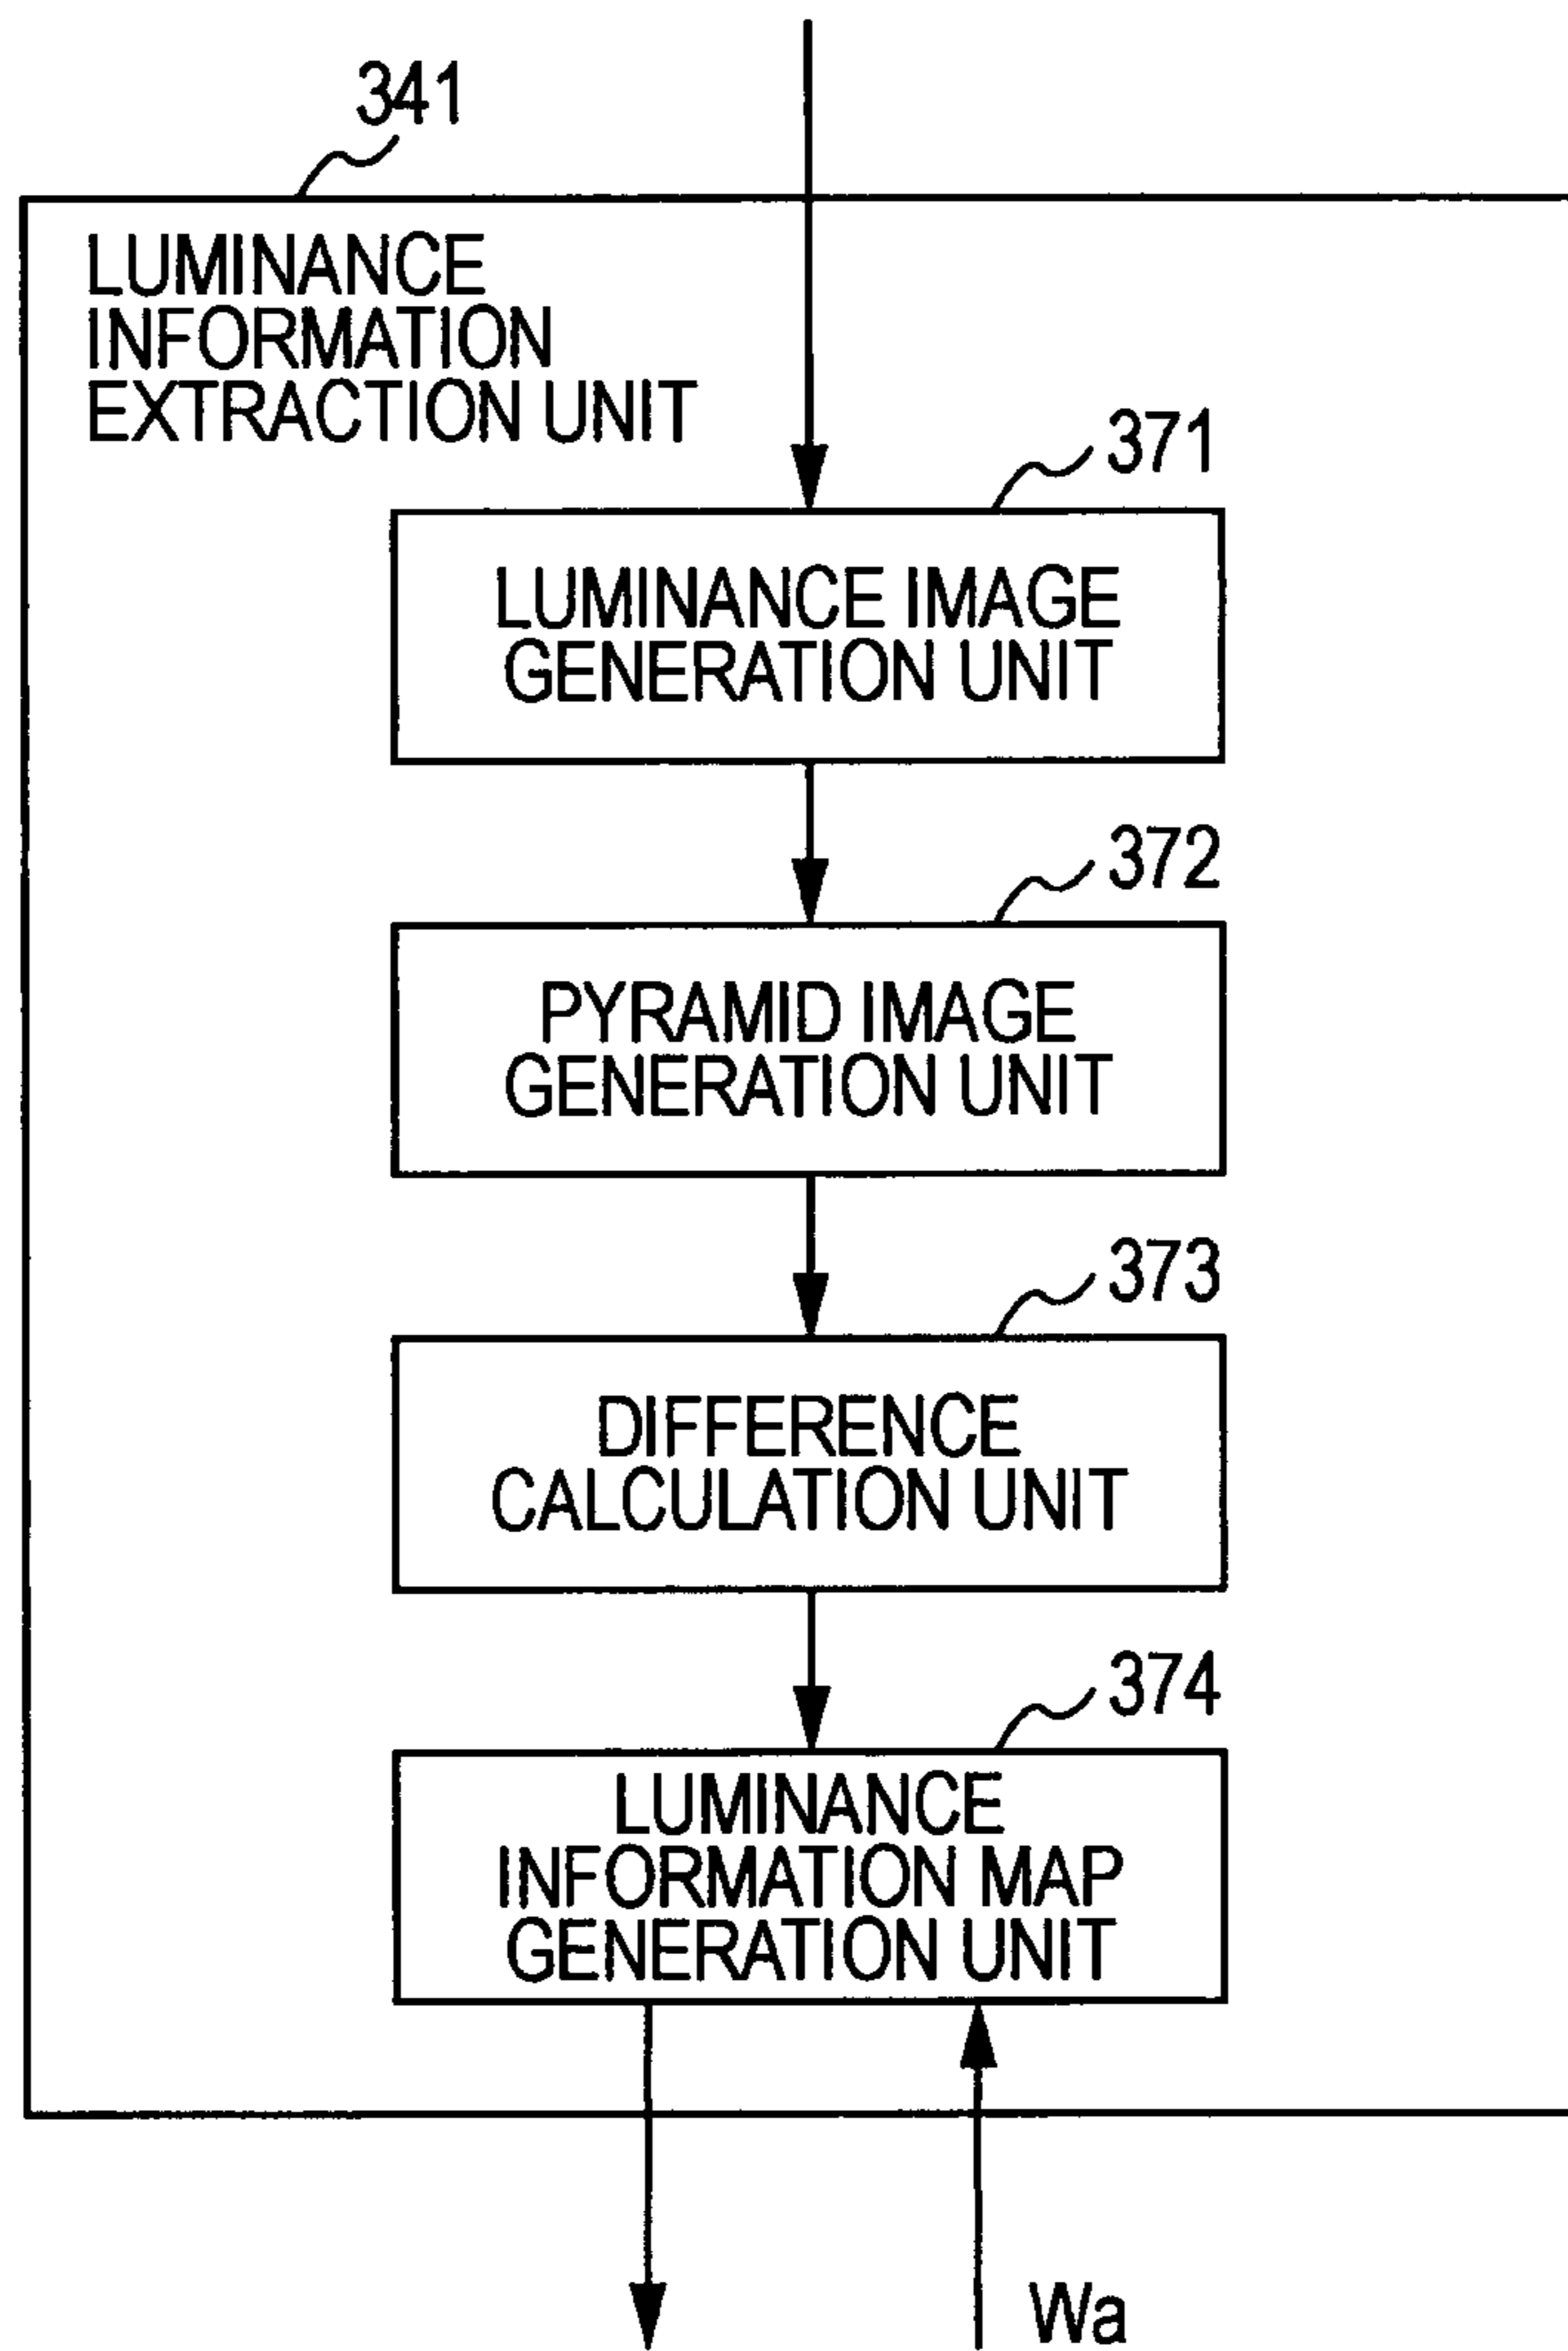 341
LUMINANCE
INFORMATION
EXTRACTION UNIT
371
LUMINANCE IMAGE
GENERATION UNIT
372
PYRAMID IMAGE
GENERATION UNIT
373
DIFFERENCE
CALCULATION UNIT
374
LUMINANCE
INFORMATION MAP
GENERATION UNIT
Wa